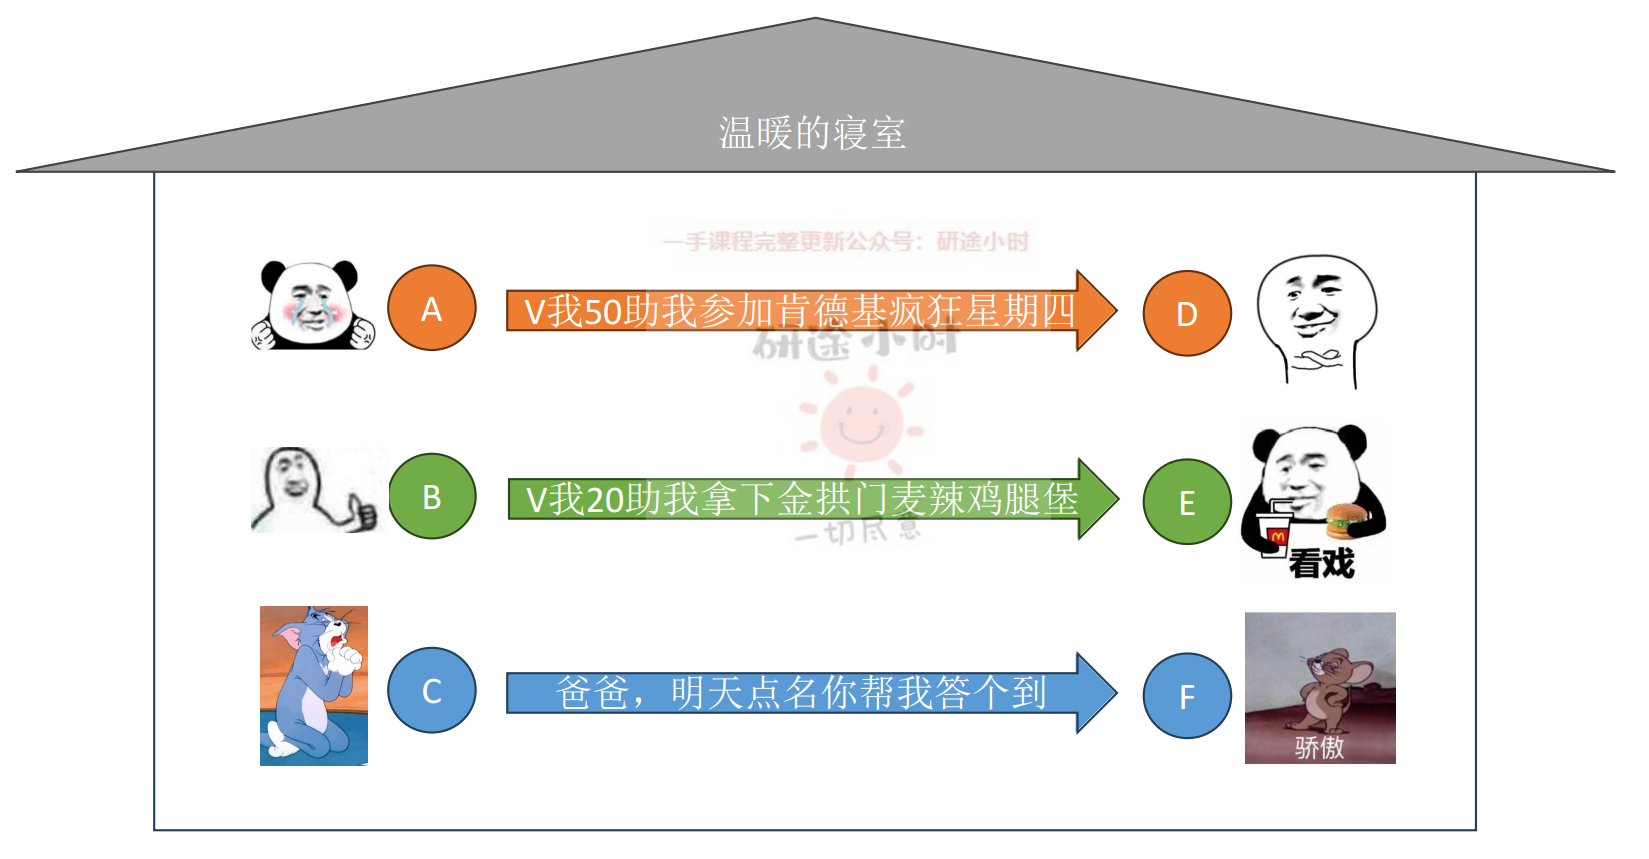 温暖的寝室
一手课程完整更新公众号：研途小时
A
V我50助我参加肯德基疯狂星期四
D
研途小时
B
V我20助我拿下金拱门麦辣鸡腿堡
E
一切尽意
看戏
C
爸爸，明天点名你帮我答个到
F
骄傲